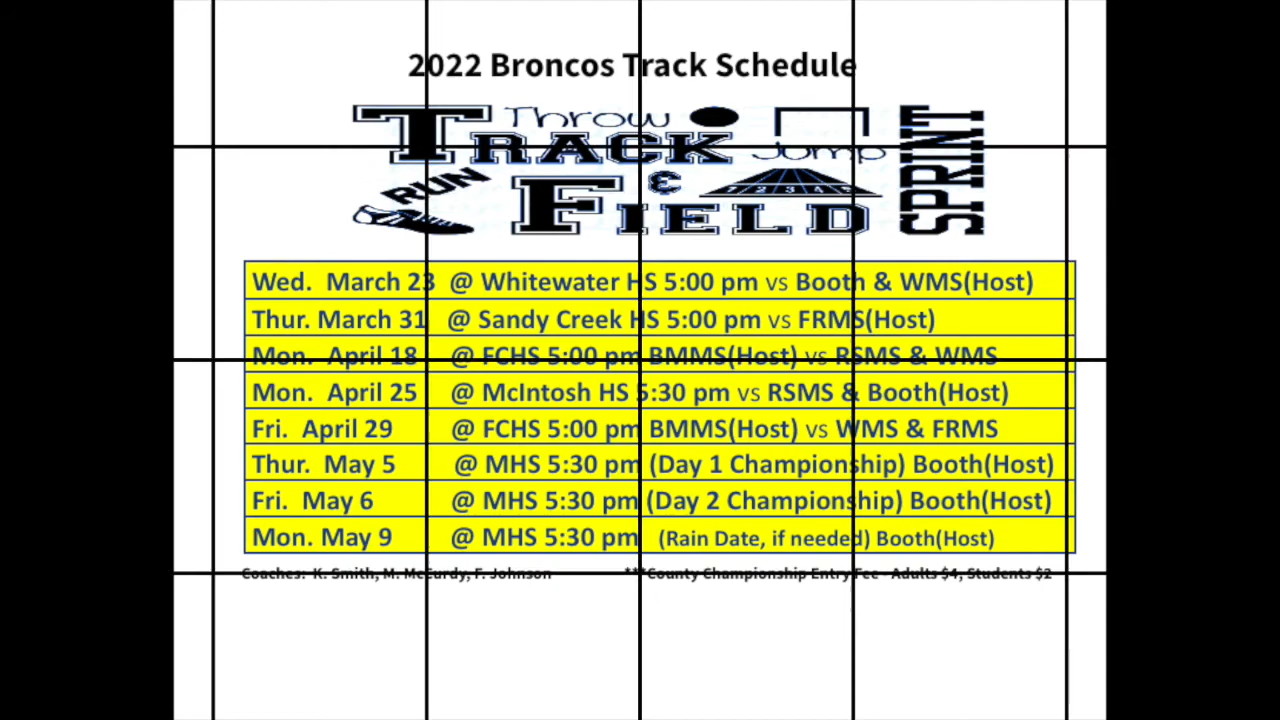 2022 Broncos Track Schedule
Throw
TRACK
Jump
SPRINT
RUN
&
1 2 3 4 5
FIELD
Wed. March 23 @ Whitewater HS 5:00 pm vs Booth & WMS(Host)
Thur. March 31 @ Sandy Creek HS 5:00 pm vs FRMS(Host)
Mon. April 18 @ FCHS 5:00 pm BMMS(Host) vs RSMS & WMS
Mon. April 25 @ McIntosh HS 5:30 pm vs RSMS & Booth(Host)
Fri. April 29 @ FCHS 5:00 pm BMMS(Host) vs WMS & FRMS
Thur. May 5 @ MHS 5:30 pm (Day 1 Championship) Booth(Host)
Fri. May 6 @ MHS 5:30 pm (Day 2 Championship) Booth(Host)
Mon. May 9 @ MHS 5:30 pm (Rain Date, if needed) Booth(Host)
Coaches: K. Smith, M. McCurdy, F. Johnson ***County Championship Entry Fee - Adults $4, Students $2